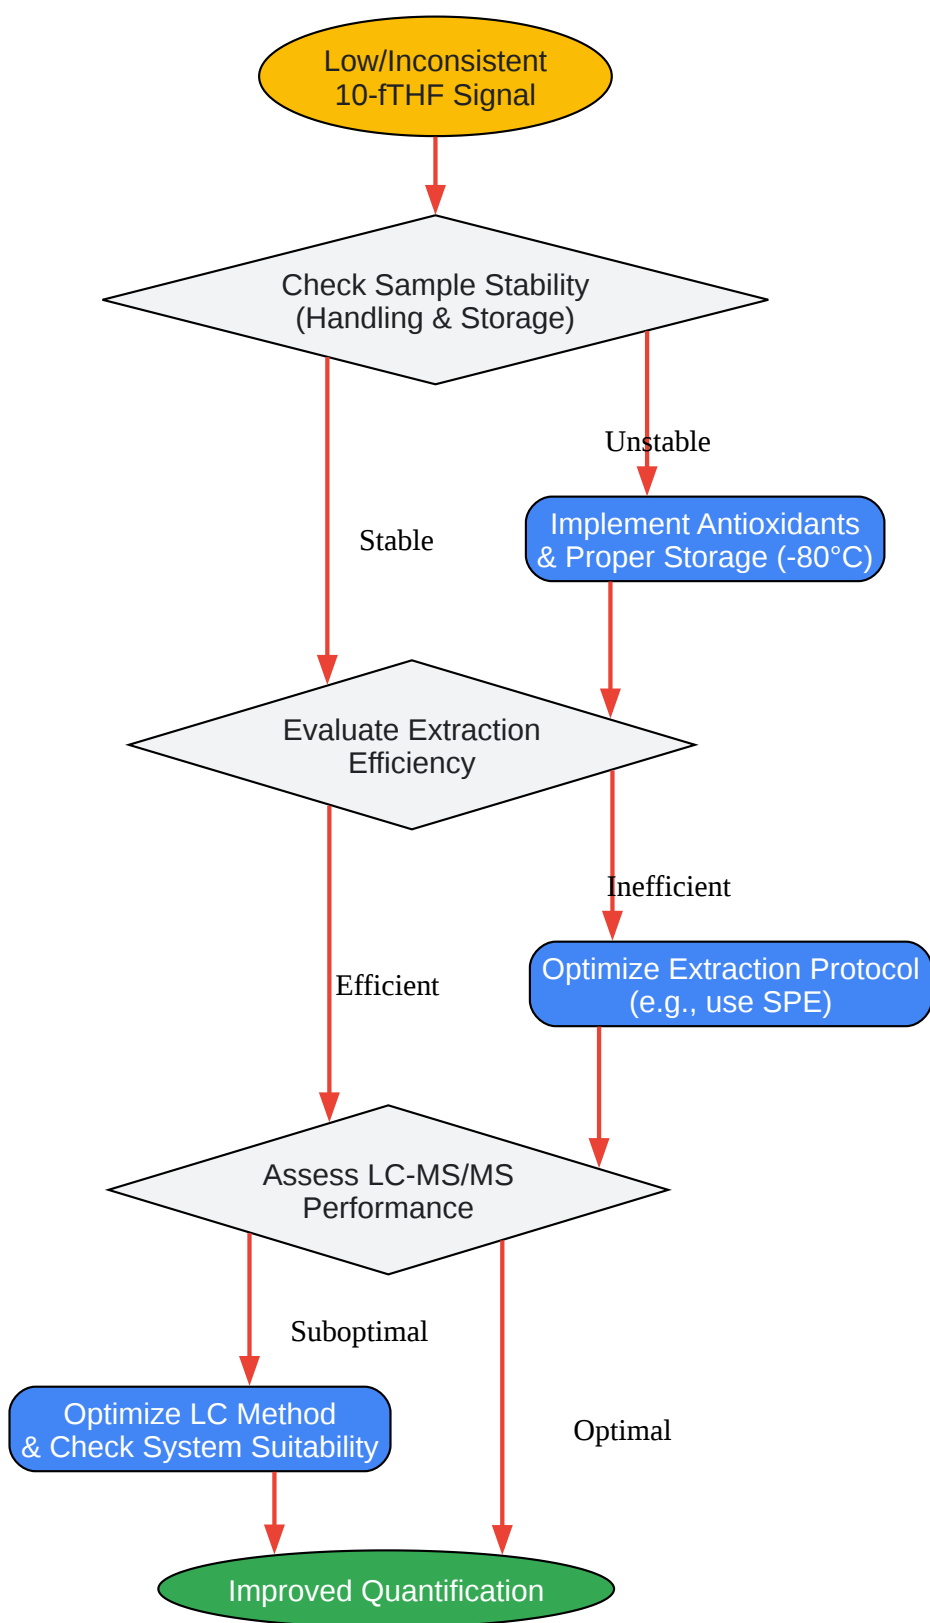 Low/Inconsistent
10-fTHF Signal
Check Sample Stability
(Handling & Storage)
Unstable
Implement Antioxidants
& Proper Storage (-80°C)
Stable
Evaluate Extraction
Efficiency
Inefficient
Optimize Extraction Protocol
(e.g., use SPE)
Efficient
Assess LC-MS/MS
Performance
Suboptimal
Optimize LC Method
& Check System Suitability
Optimal
Improved Quantification